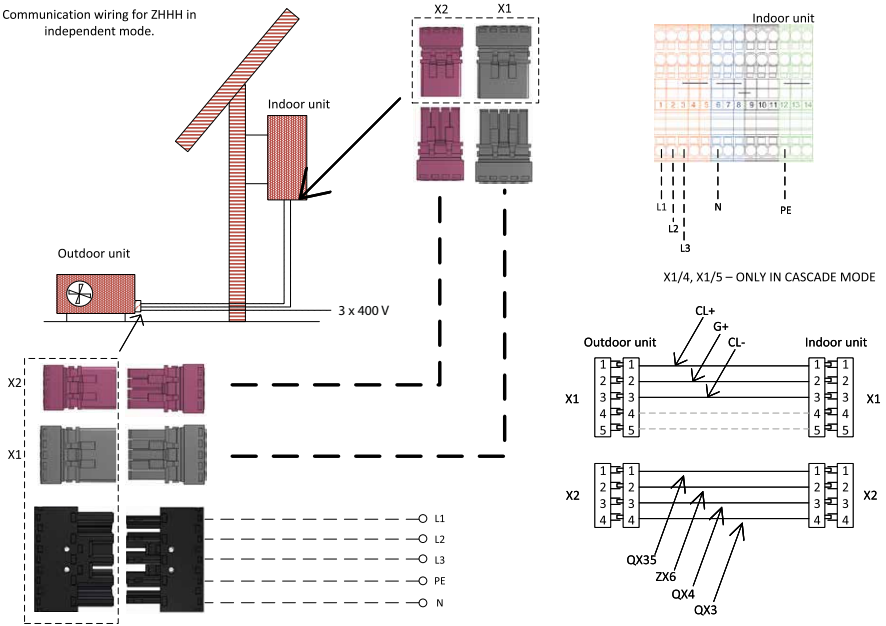 Communication wiring for ZHHH in
independent mode.
X2 X1
Indoor unit
Outdoor unit
3 x 400 V
X2
X1
L1
L2
L3
PE
N
Indoor unit
1 2 3 4 5 6 7 8 9 10 11 12 13 14
L1
L2
L3
N
PE
X1/4, X1/5 – ONLY IN CASCADE MODE
CL+
G+
CL-
Outdoor unit Indoor unit
X1 X1
1 1 1 1
2 2 2 2
3 3 3 3
4 4 4 4
5 5 5 5
X2 X2
1 1 1 1
2 2 2 2
3 3 3 3
4 4 4 4
QX35
ZX6
QX4
QX3